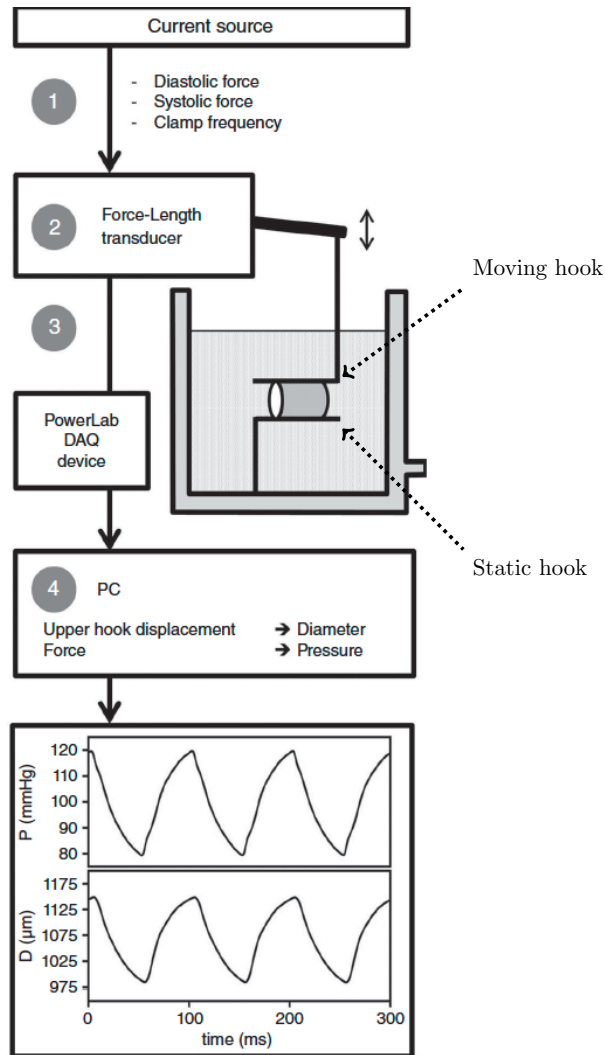 Current source
1
- Diastolic force
- Systolic force
- Clamp frequency
2
Force-Length
transducer
Moving hook
3
PowerLab
DAQ
device
Static hook
4
PC
Upper hook displacement → Diameter
Force → Pressure
P (mmHg)
120
110
100
90
80
D (µm)
1175
1125
1075
1025
975
0 100 200 300
time (ms)